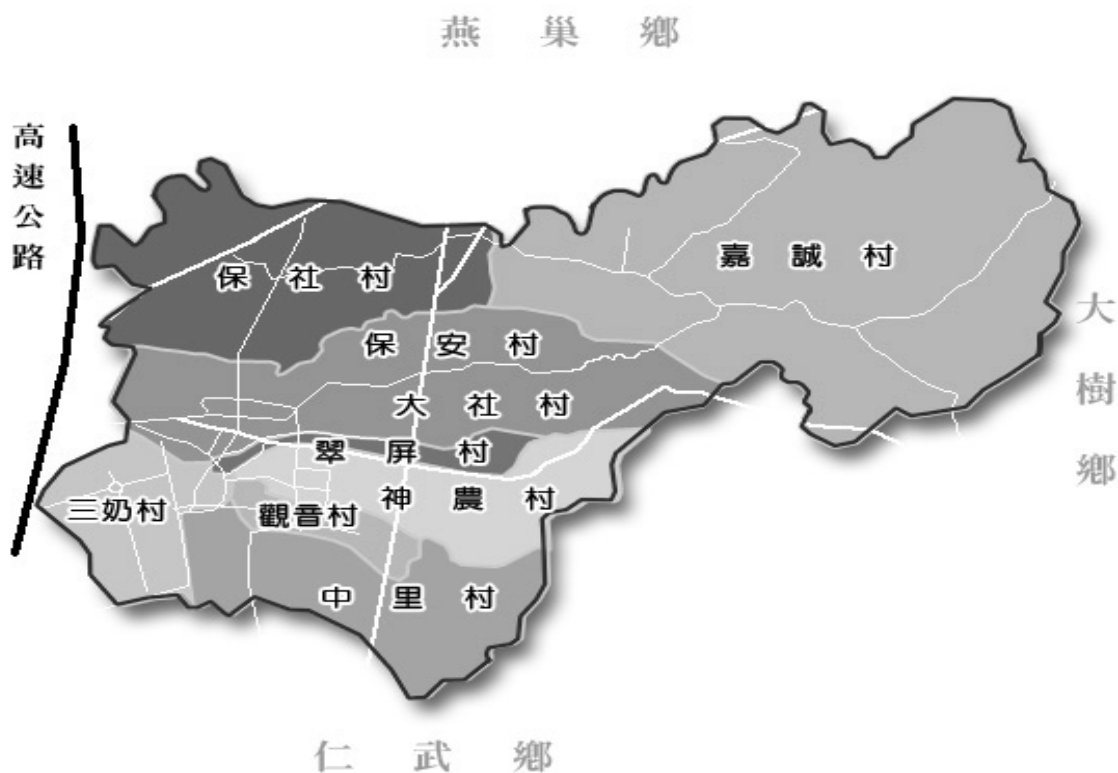 燕巢鄉
高速公路
嘉誠村
保社村
大樹鄉
保安村
大社村
翠屏村
神農村
三奶村
觀音村
中里村
仁武鄉